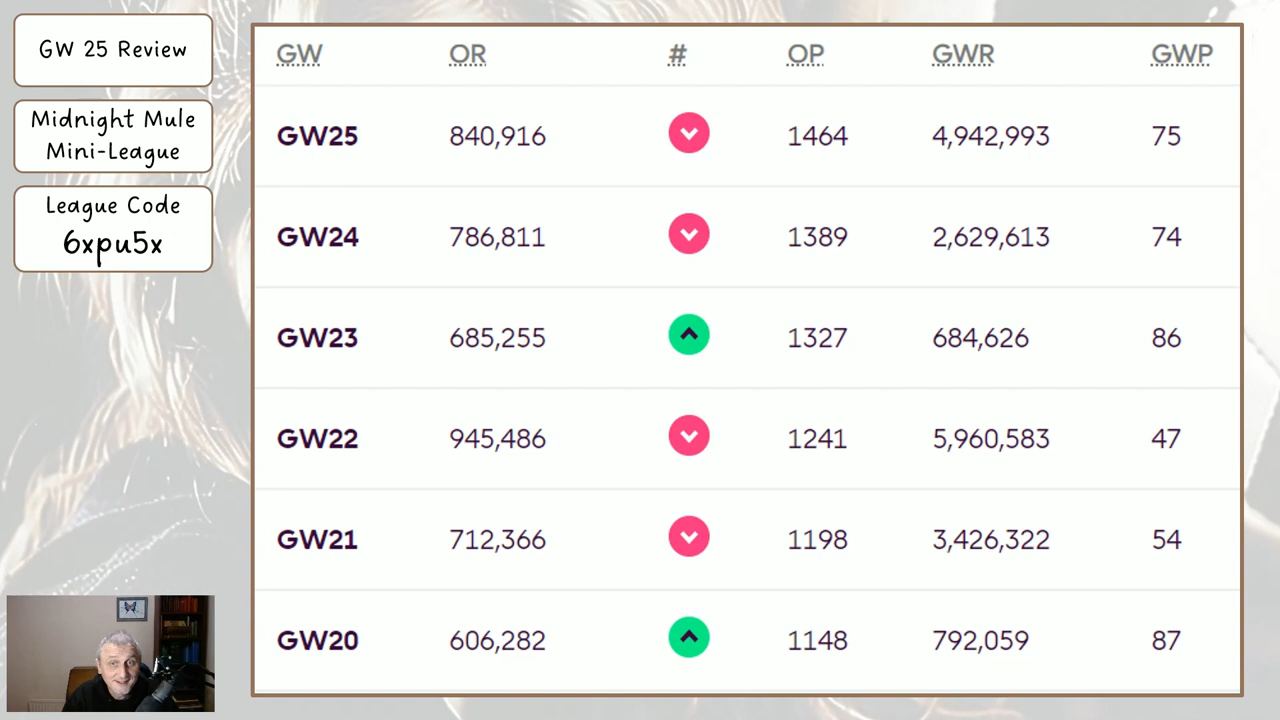 GW 25 Review
Midnight Mule
Mini-League
League Code
6xpu5x
GW OR # OP GWR GWP
GW25 840,916 1464 4,942,993 75
GW24 786,811 1389 2,629,613 74
GW23 685,255 1327 684,626 86
GW22 945,486 1241 5,960,583 47
GW21 712,366 1198 3,426,322 54
GW20 606,282 1148 792,059 87